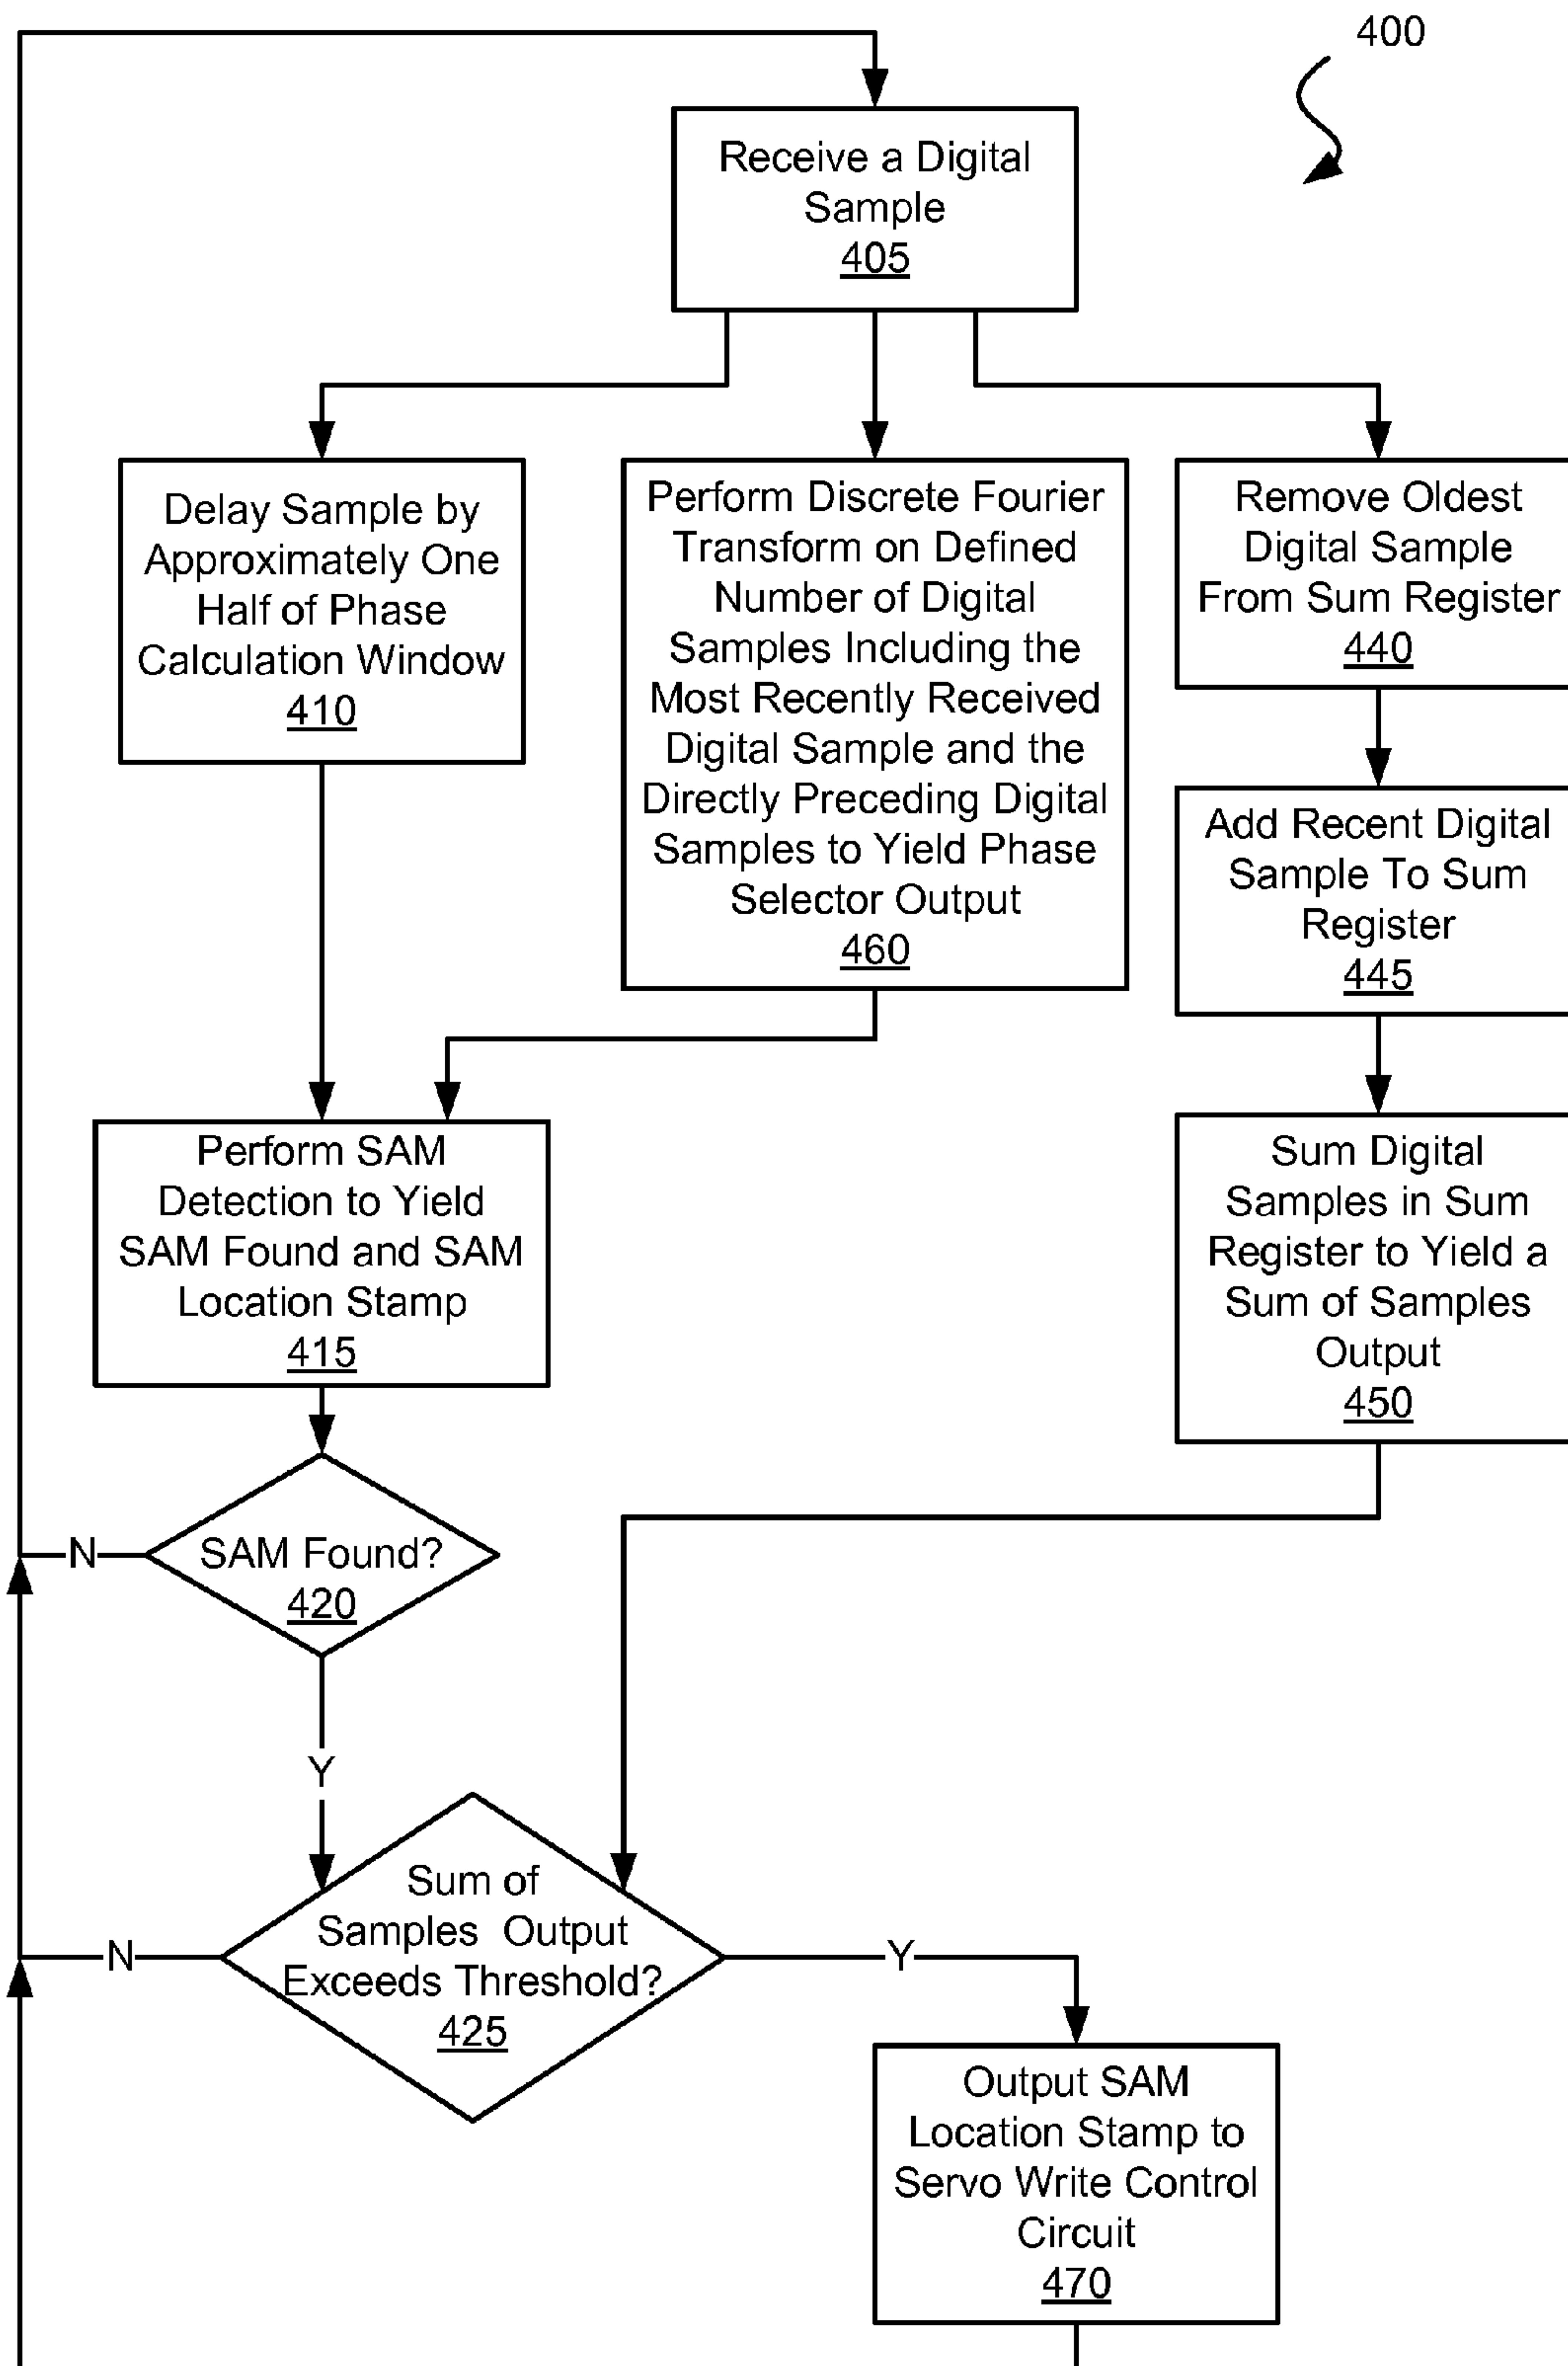 400
Receive a Digital
Sample
405
Delay Sample by
Approximately One
Half of Phase
Calculation Window
410
Perform Discrete Fourier
Transform on Defined
Number of Digital
Samples Including the
Most Recently Received
Digital Sample and the
Directly Preceding Digital
Samples to Yield Phase
Selector Output
460
Remove Oldest
Digital Sample
From Sum Register
440
Add Recent Digital
Sample To Sum
Register
445
Perform SAM
Detection to Yield
SAM Found and SAM
Location Stamp
415
Sum Digital
Samples in Sum
Register to Yield a
Sum of Samples
Output
450
N
SAM Found?
420
Y
Sum of
Samples Output
Exceeds Threshold?
425
N
Y
Output SAM
Location Stamp to
Servo Write Control
Circuit
470